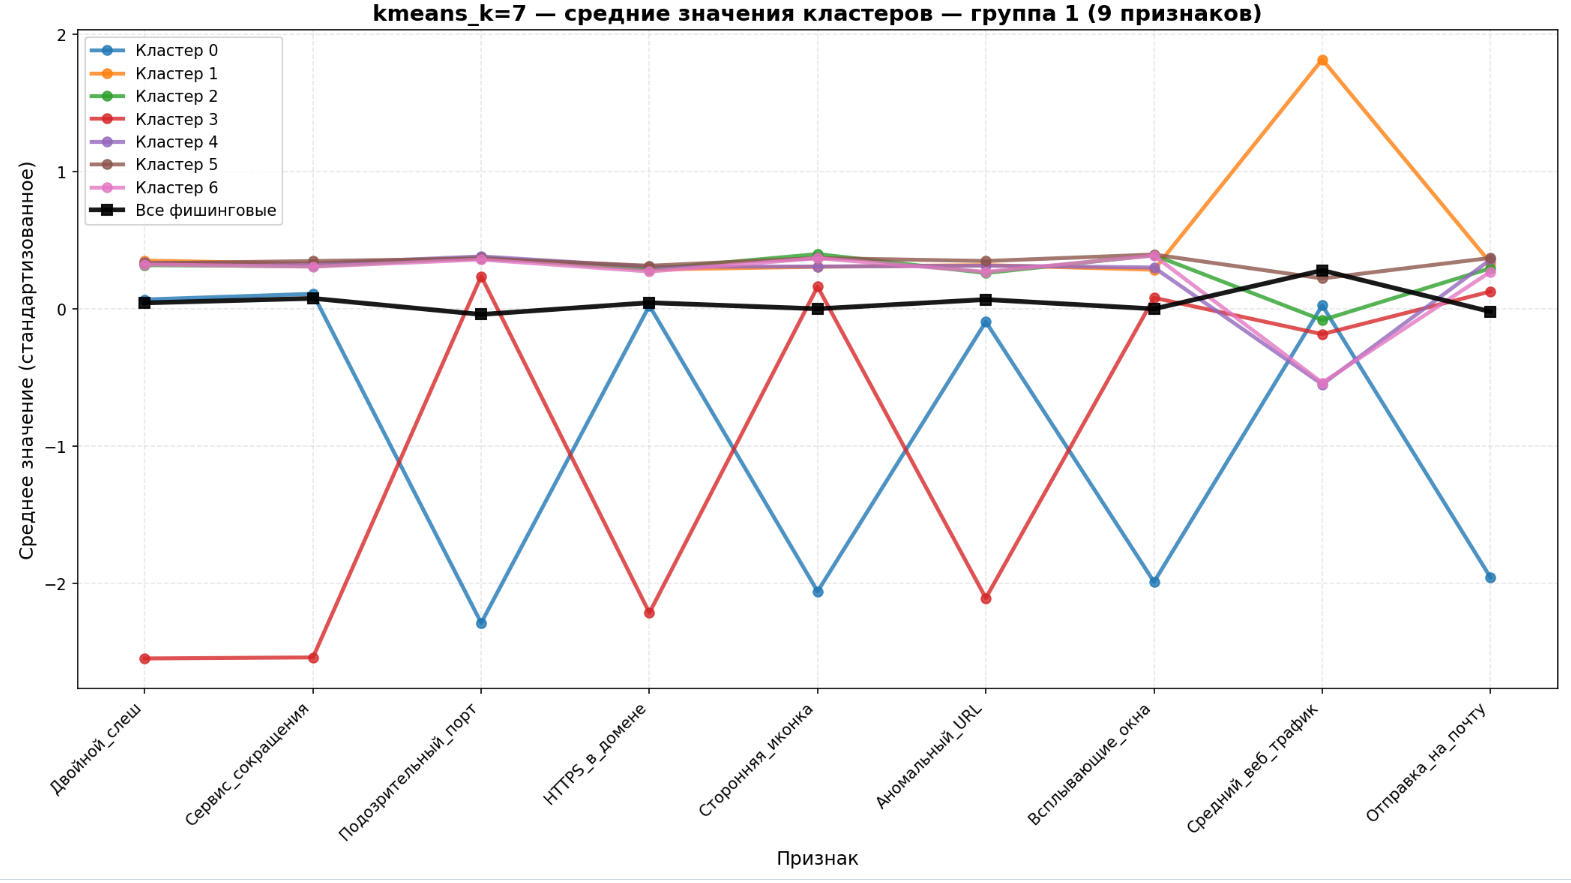 kmeans_k=7 — средние значения кластеров — группа 1 (9 признаков)
Кластер 0
Кластер 1
Кластер 2
Кластер 3
Кластер 4
Кластер 5
Кластер 6
Все фишинговые
Среднее значение (стандартизованное)
2
1
0
−1
−2
Двойной_слеш
Сервис_сокращения
Подозрительный_порт
HTTPS_в_домене
Сторонняя_иконка
Аномальный_URL
Всплывающие_окна
Средний_веб_трафик
Отправка_на_почту
Признак